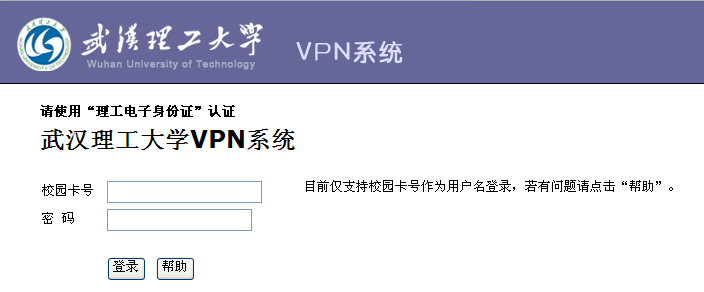 武汉理工大学
Wuhan University of Technology
VPN系统
请使用“理工电子身份证”认证
武汉理工大学VPN系统
校园卡号
目前仅支持校园卡号作为用户名登录，若有问题请点击“帮助”。
密 码
登录 帮助